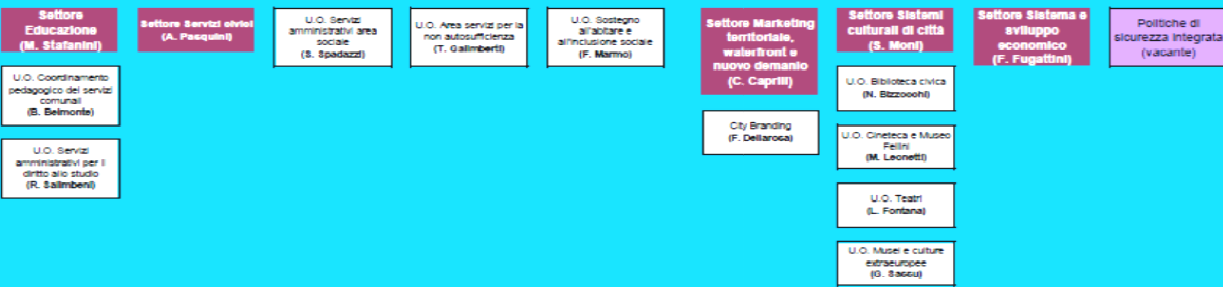 Settore
Educazione
(M. Stefanini)
U.O. Coordinamento
pedagogico dei servizi
comunali
(B. Belmonte)
U.O. Servizi
amministrativi per il
diritto allo studio
(R. Salimbeni)
Settore Servizi civici
(A. Pasquini)
U.O. Servizi
amministrativi area
sociale
(S. Spadazzi)
U.O. Area servizi per la
non autosufficienza
(T. Galimberti)
U.O. Sostegno
all'abitare e
all'inclusione sociale
(F. Marmo)
Settore Marketing
territoriale,
waterfront e
nuovo demanio
(C. Caprili)
City Branding
(F. Dellarosa)
Settore Sistemi
culturali di città
(S. Moni)
U.O. Biblioteca civica
(N. Bizzocchi)
U.O. Cineteca e Museo
Fellini
(M. Leonetti)
U.O. Teatri
(L. Fontana)
U.O. Musei e culture
extraeuropee
(G. Sassu)
Settore Sistema e
sviluppo
economico
(F. Fugattini)
Politiche di
sicurezza integrata
(vacante)